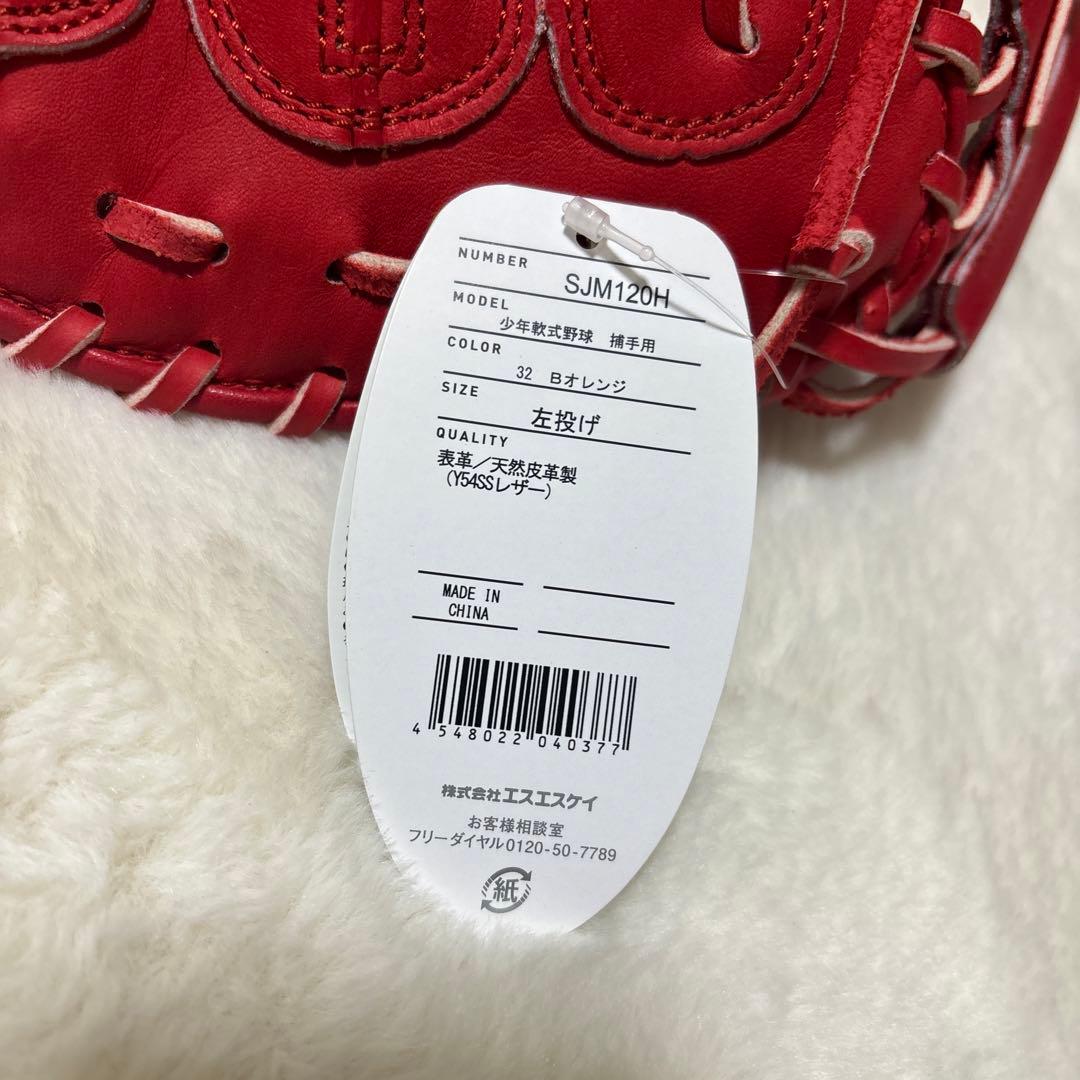 NUMBER
SJM120H
MODEL
少年軟式野球 捕手用
COLOR
32 Bオレンジ
SIZE
左投げ
QUALITY
表革/天然皮革製
(Y54SSレザー)
MADE IN
CHINA
4 548022 040377
株式会社エスエスケイ
お客様相談室
フリーダイヤル0120-50-7789
紙